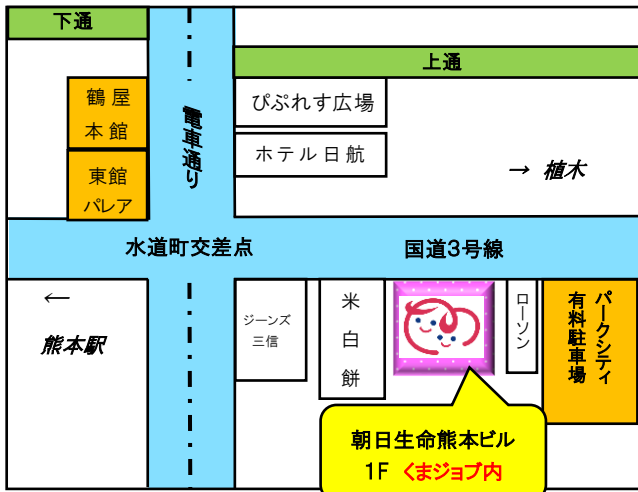 下通
上通
鶴屋
本館
東館
パレア
電車通り
びぷれす広場
ホテル日航
→ 植木
水道町交差点
国道3号線
←
熊本駅
ジーンズ
三信
米白餅
ローソン
パークシティ
有料駐車場
朝日生命熊本ビル
1F くまジョブ内